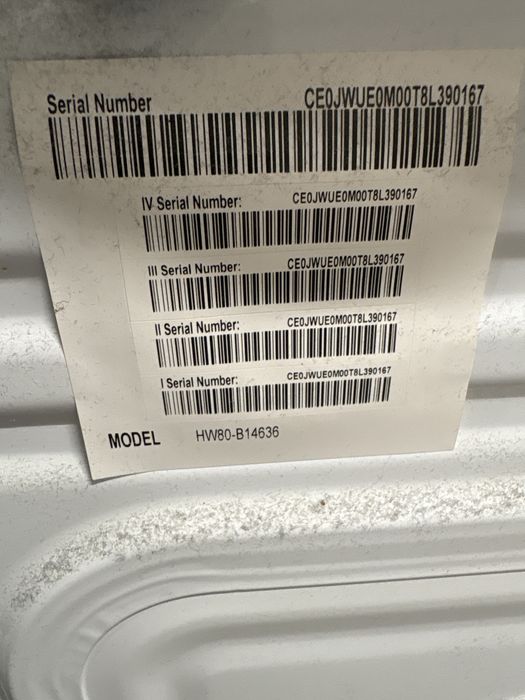 Serial Number CE0JWUE0M00T8L390167
IV Serial Number: CE0JWUE0M00T8L390167
III Serial Number: CE0JWUE0M00T8L390167
II Serial Number: CE0JWUE0M00T8L390167
I Serial Number: CE0JWUE0M00T8L390167
MODEL HW80-B14636